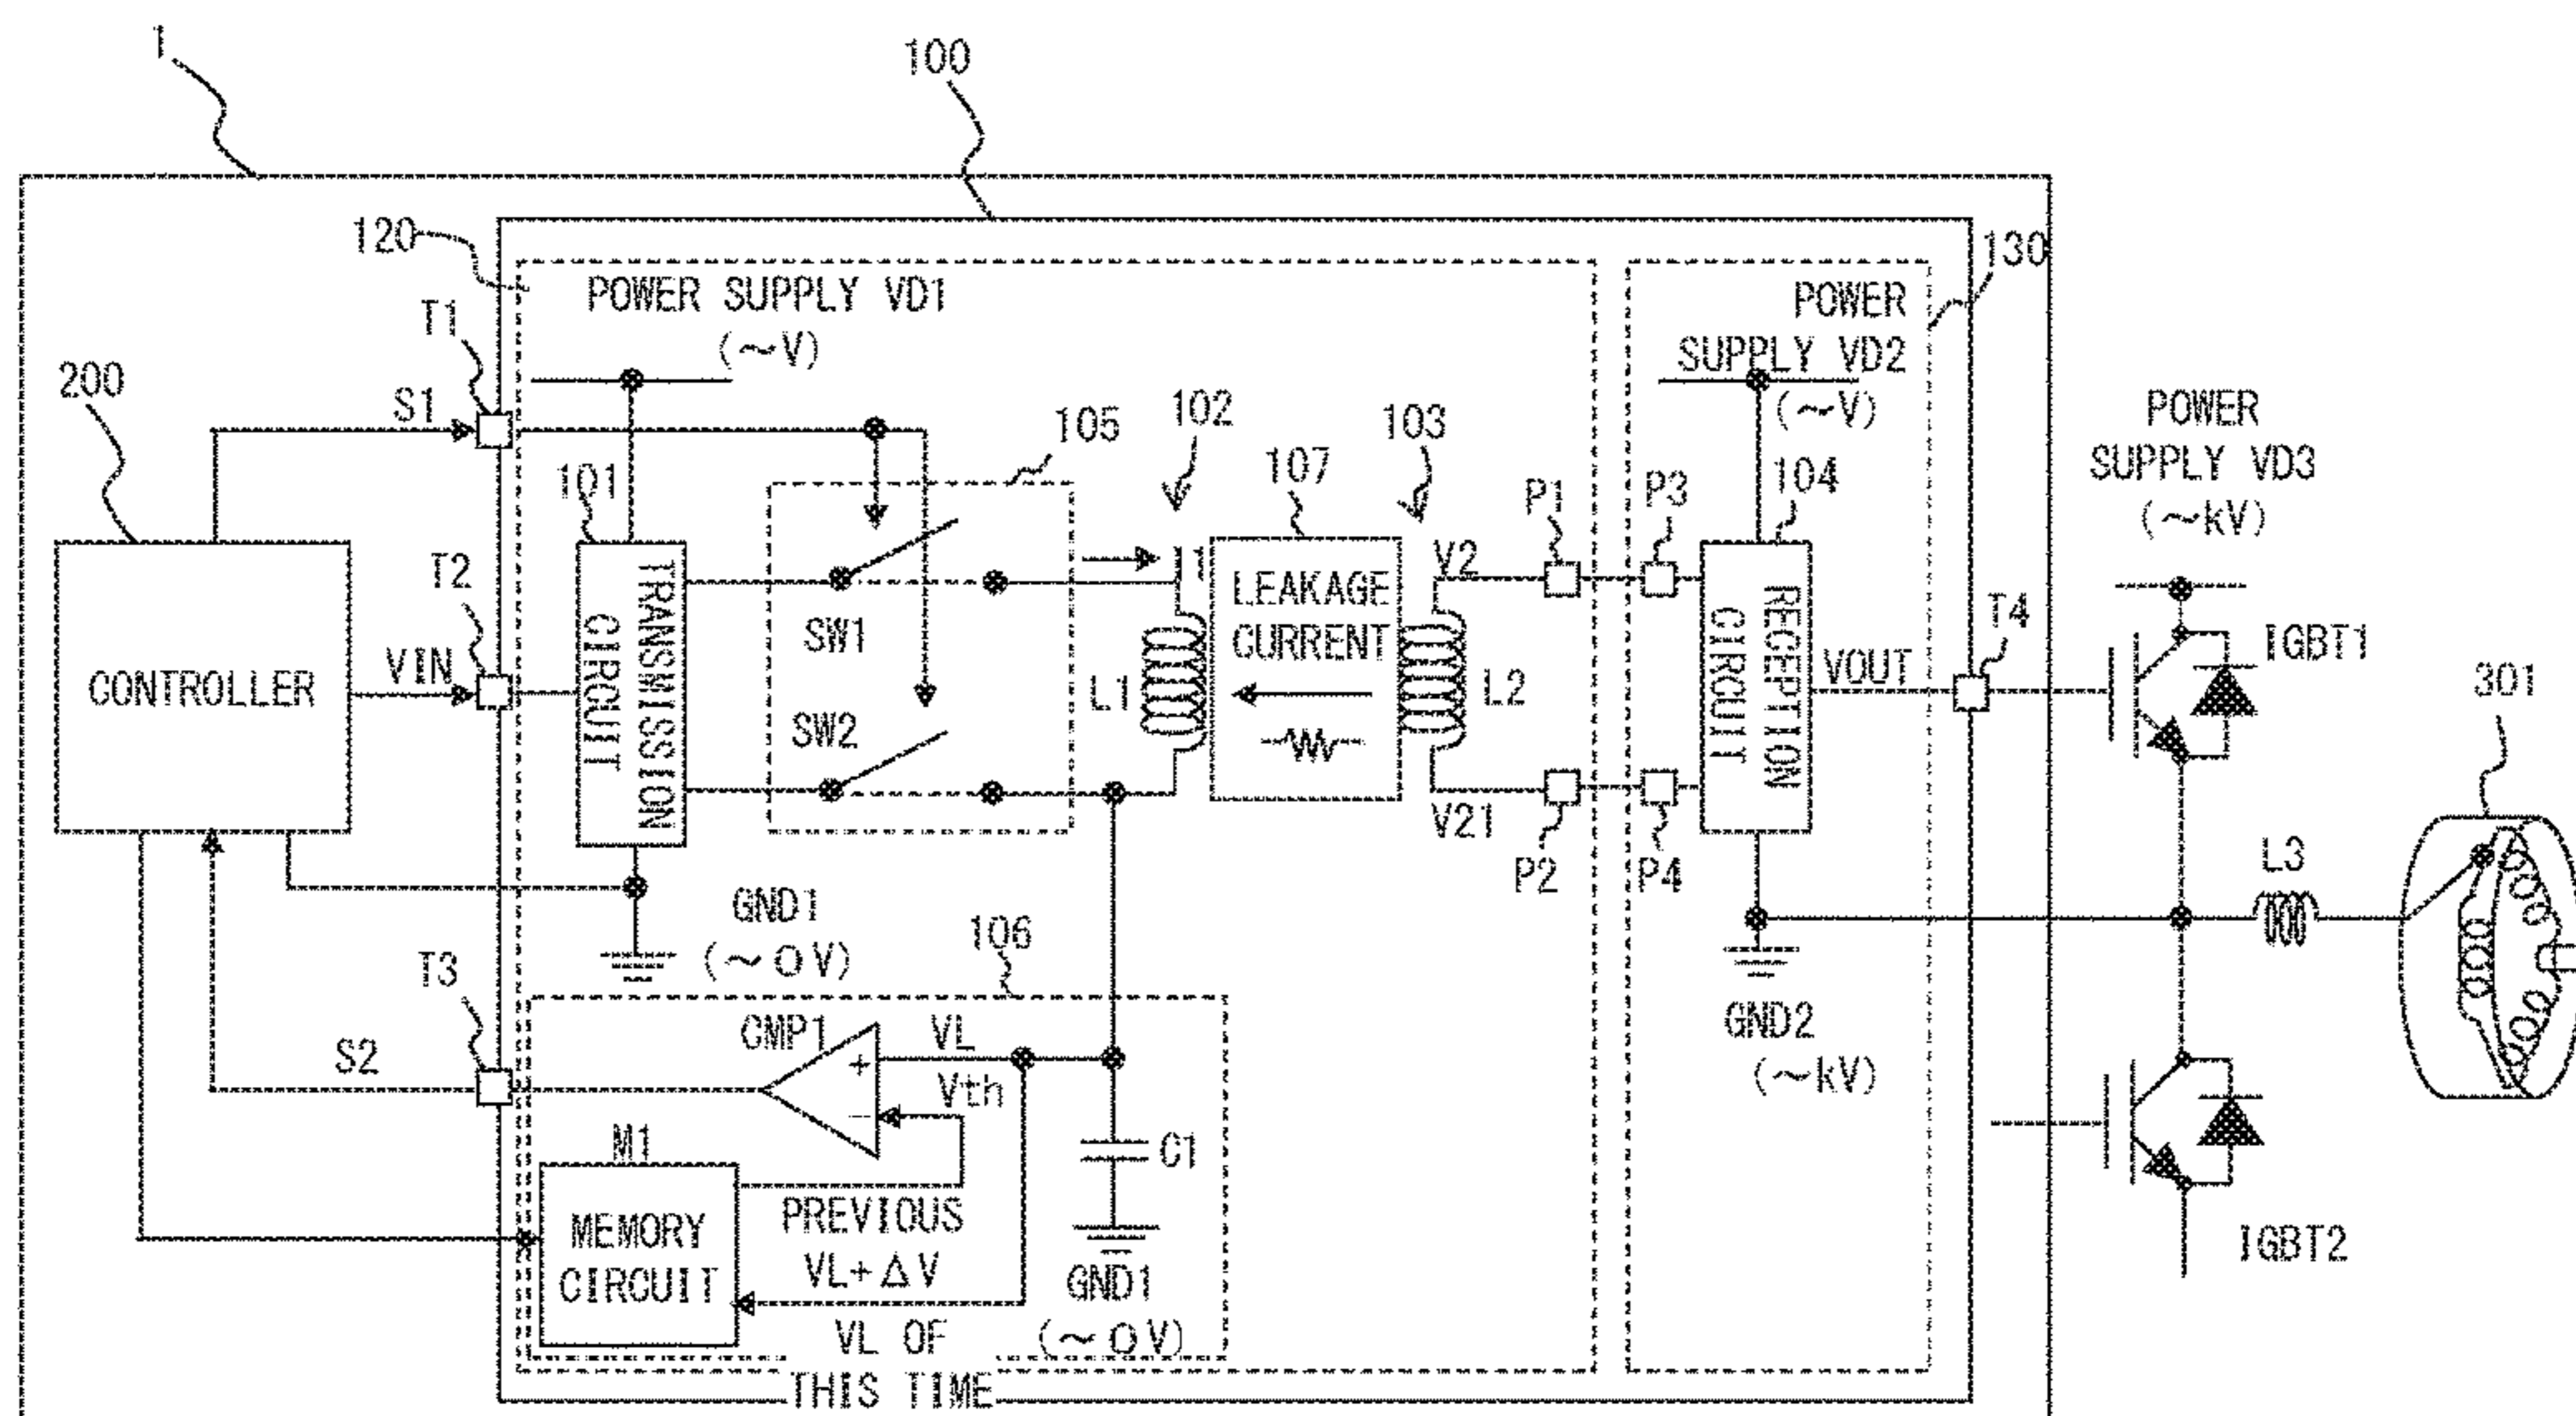 1
100
120
130
POWER SUPPLY VD1
(~V)
POWER
SUPPLY VD2
(~V)
T1
200
S1
105
102
103
107
101
P1
P3
104
POWER
SUPPLY VD3
(~kV)
T2
CONTROLLER
VIN
TRANSMISSION
CIRCUIT
SW1
SW2
L1
LEAKAGE
CURRENT
L2
V2
V21
P2
P4
RECEPTION
CIRCUIT
VOUT
T4
IGBT1
301
L3
GND1
(~0V)
106
GND2
(~kV)
T3
S2
CMP1
VL
+
Vth
−
M1
MEMORY
CIRCUIT
PREVIOUS
VL+ΔV
C1
GND1
(~0V)
VL OF
THIS TIME
IGBT2